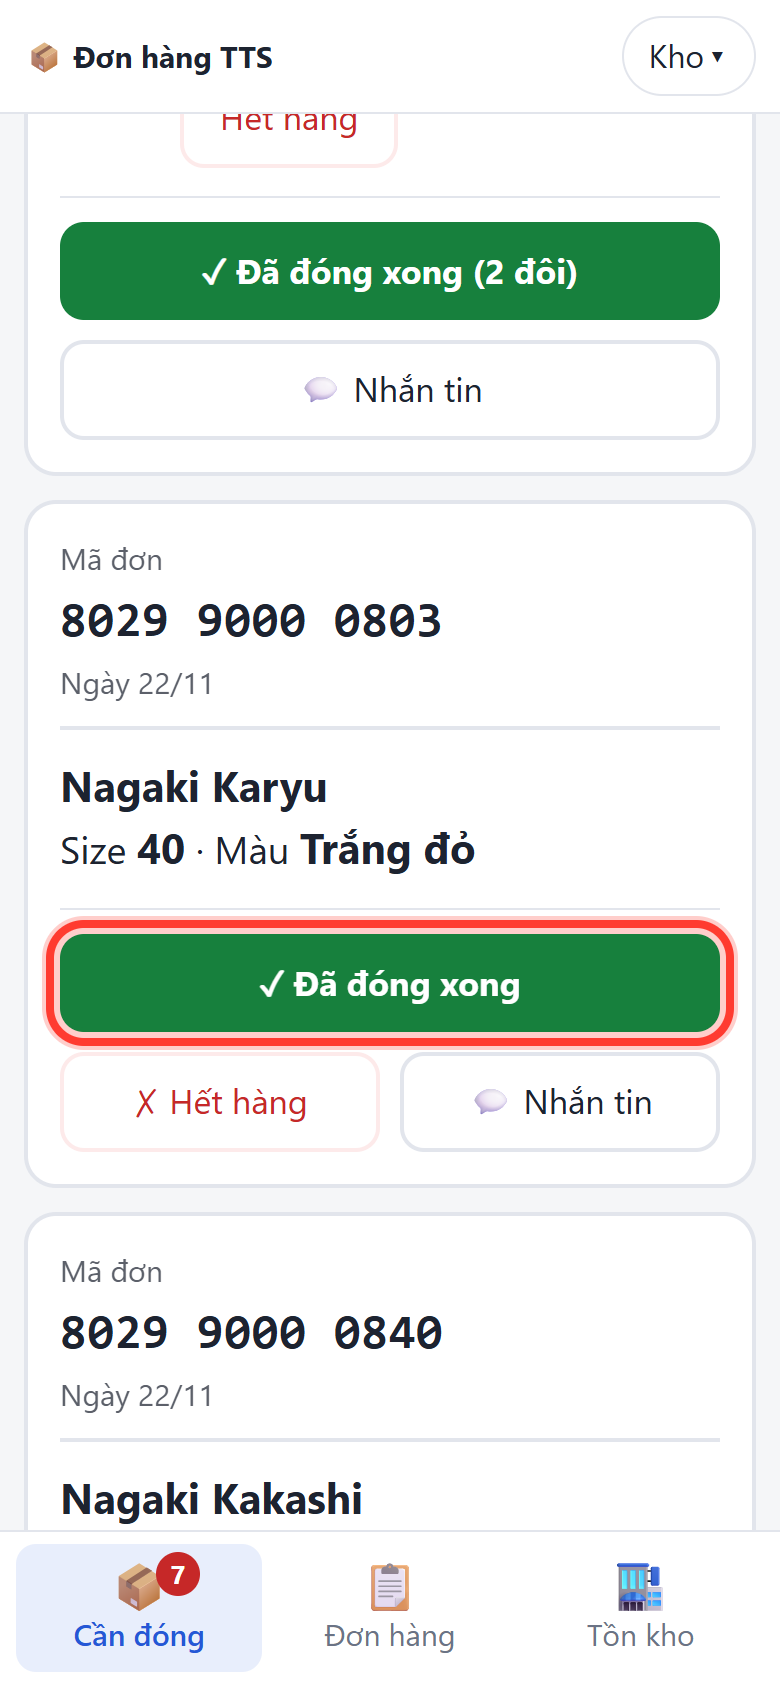 Đơn hàng TTS
Kho ▾
Hết hàng
✓ Đã đóng xong (2 đôi)
Nhắn tin
Mã đơn
8029 9000 0803
Ngày 22/11
Nagaki Karyu
Size 40 · Màu Trắng đỏ
✓ Đã đóng xong
✗ Hết hàng
Nhắn tin
Mã đơn
8029 9000 0840
Ngày 22/11
Nagaki Kakashi
7
Cần đóng
Đơn hàng
Tồn kho